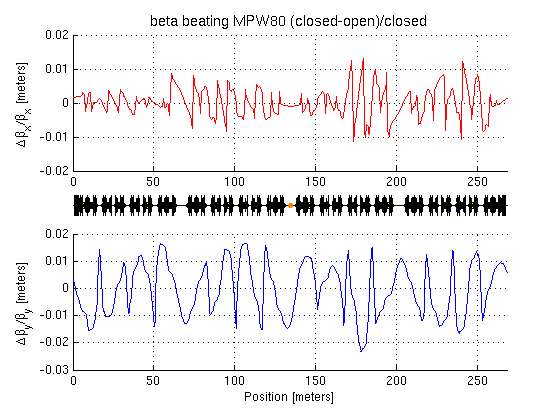 beta beating MPW80 (closed-open)/closed
Δ βx/βx [meters]
0.02
0.01
0
-0.01
-0.02
0 50 100 150 200 250
Δ βy/βy [meters]
0.02
0.01
0
-0.01
-0.02
-0.03
0 50 100 150 200 250
Position [meters]